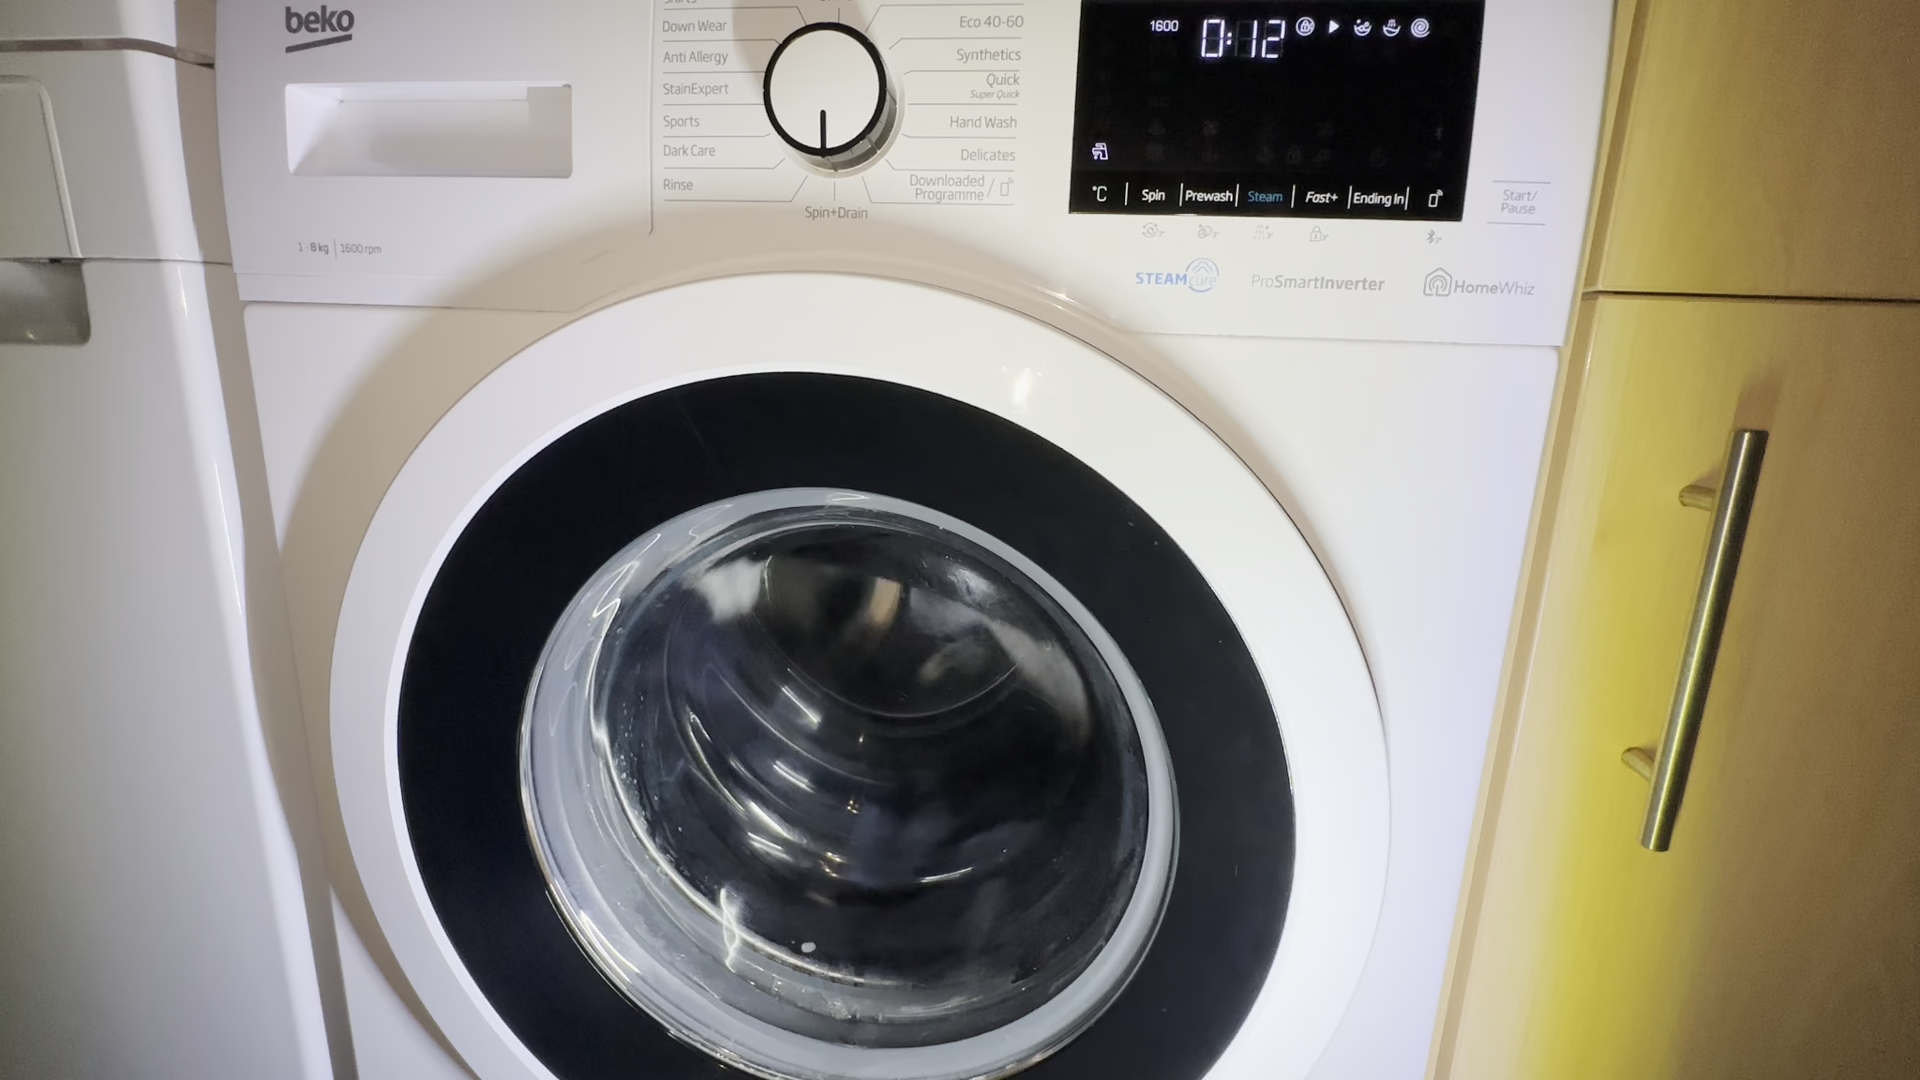 beko
Shirts
Down Wear
Anti Allergy
StainExpert
Sports
Dark Care
Rinse
Eco 40-60
Synthetics
Quick
Super Quick
Hand Wash
Delicates
Downloaded
Programme /
Spin+Drain
1600 0:12
°C Spin Prewash Steam Fast+ Ending In
Start/
Pause
1 - 8 kg 1600 rpm
STEAMcure ProSmartInverter HomeWhiz